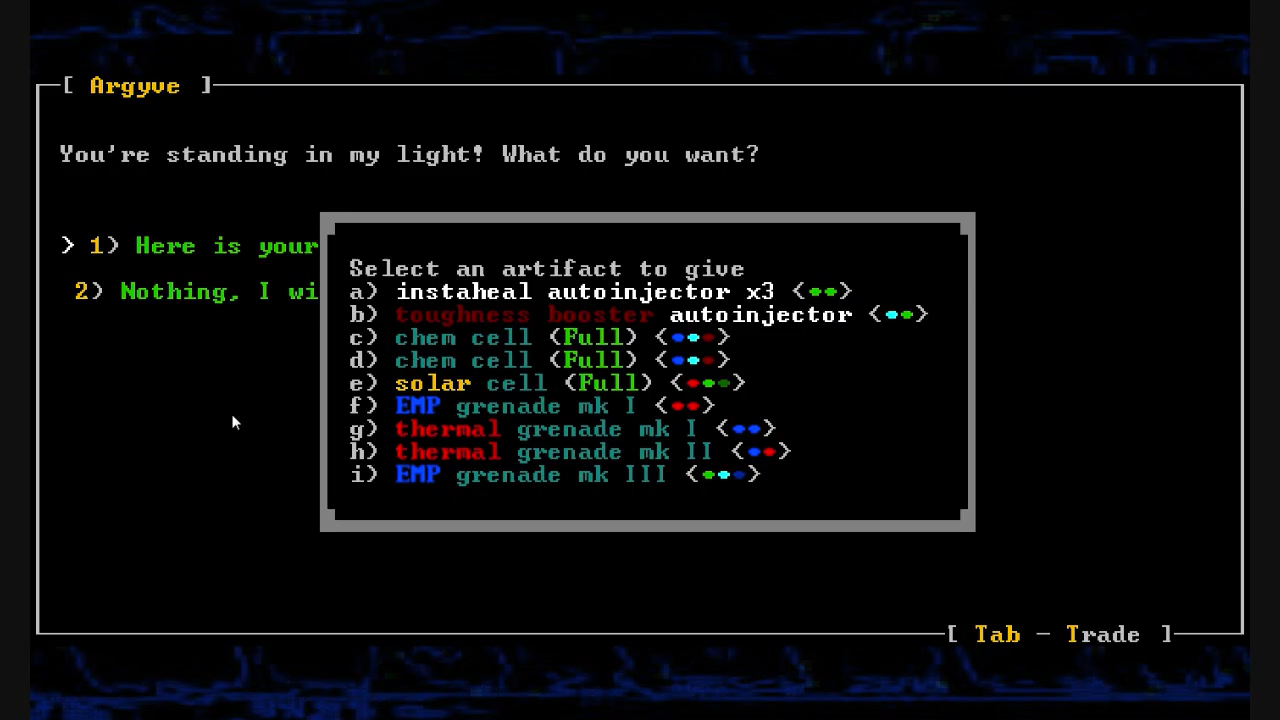 [ Argyve ]
You're standing in my light! What do you want?
> 1) Here is your
2) Nothing, I wi
Select an artifact to give
a) instaheal autoinjector x3 <••>
b) toughness booster autoinjector <••>
c) chem cell (Full) <•••>
d) chem cell (Full) <•••>
e) solar cell (Full) <•••>
f) EMP grenade mk I <••>
g) thermal grenade mk I <••>
h) thermal grenade mk II <••>
i) EMP grenade mk III <•••>
[ Tab - Trade ]